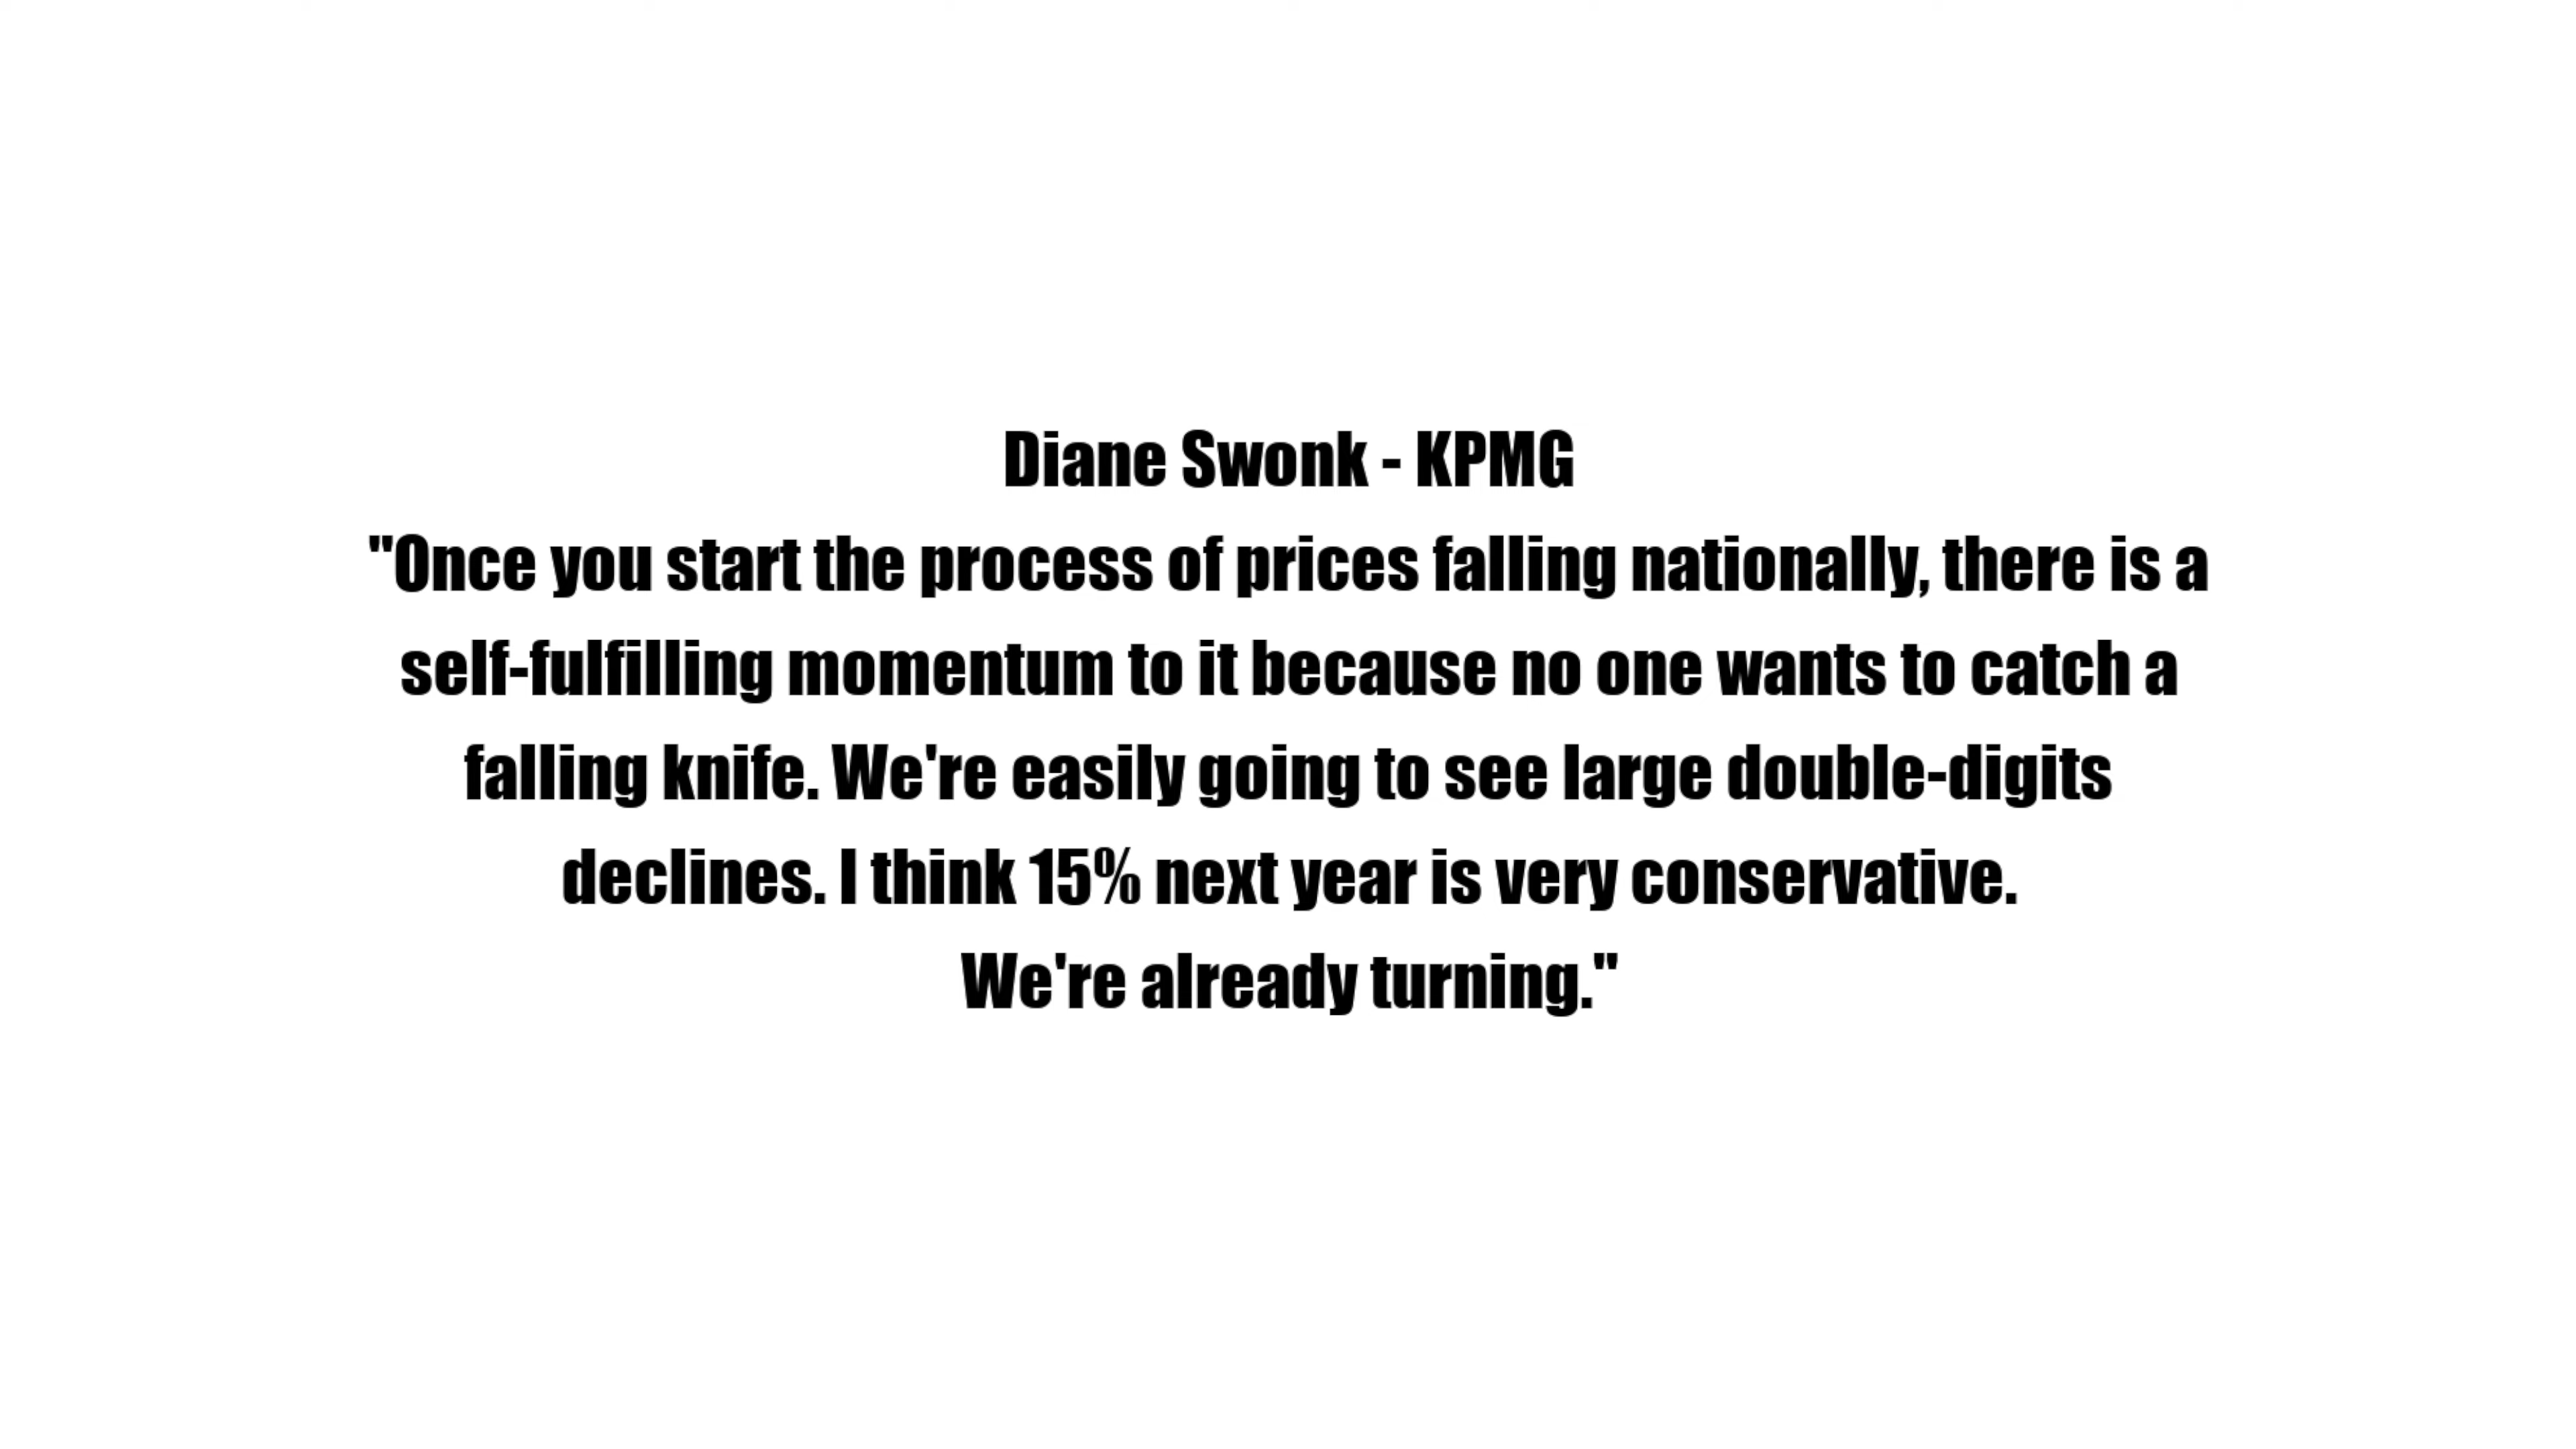 Diane Swonk - KPMG
"Once you start the process of prices falling nationally, there is a
self-fulfilling momentum to it because no one wants to catch a
falling knife. We're easily going to see large double-digits
declines. I think 15% next year is very conservative.
We're already turning."